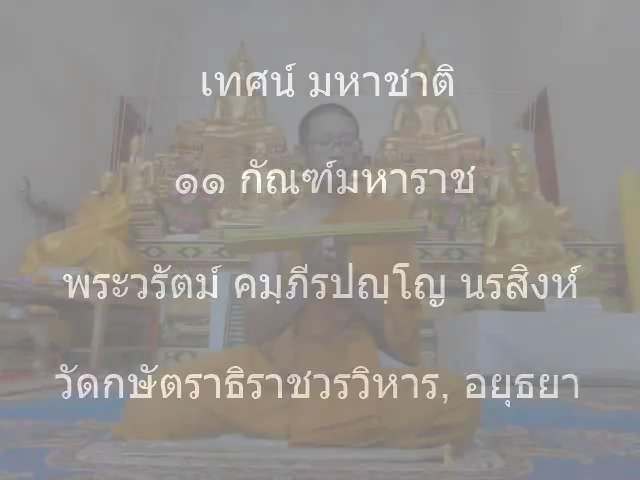 เทศน์ มหาชาติ
๑๑ กัณฑ์มหาราช
พระวรัตม์ คมฺภีรปญฺโญ นรสิงห์
วัดกษัตราธิราชวรวิหาร, อยุธยา